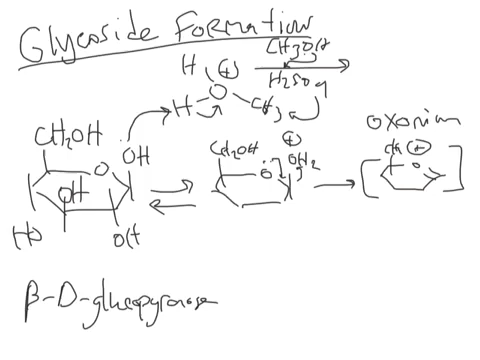 Glycoside Formation
CH3OH
H2SO4
H ⊕
H O CH3
oxonium
CH2OH
O OH
OH
HO OH
CH2OH ⊕
O OH2
⊕
O
β-D-glucopyranose